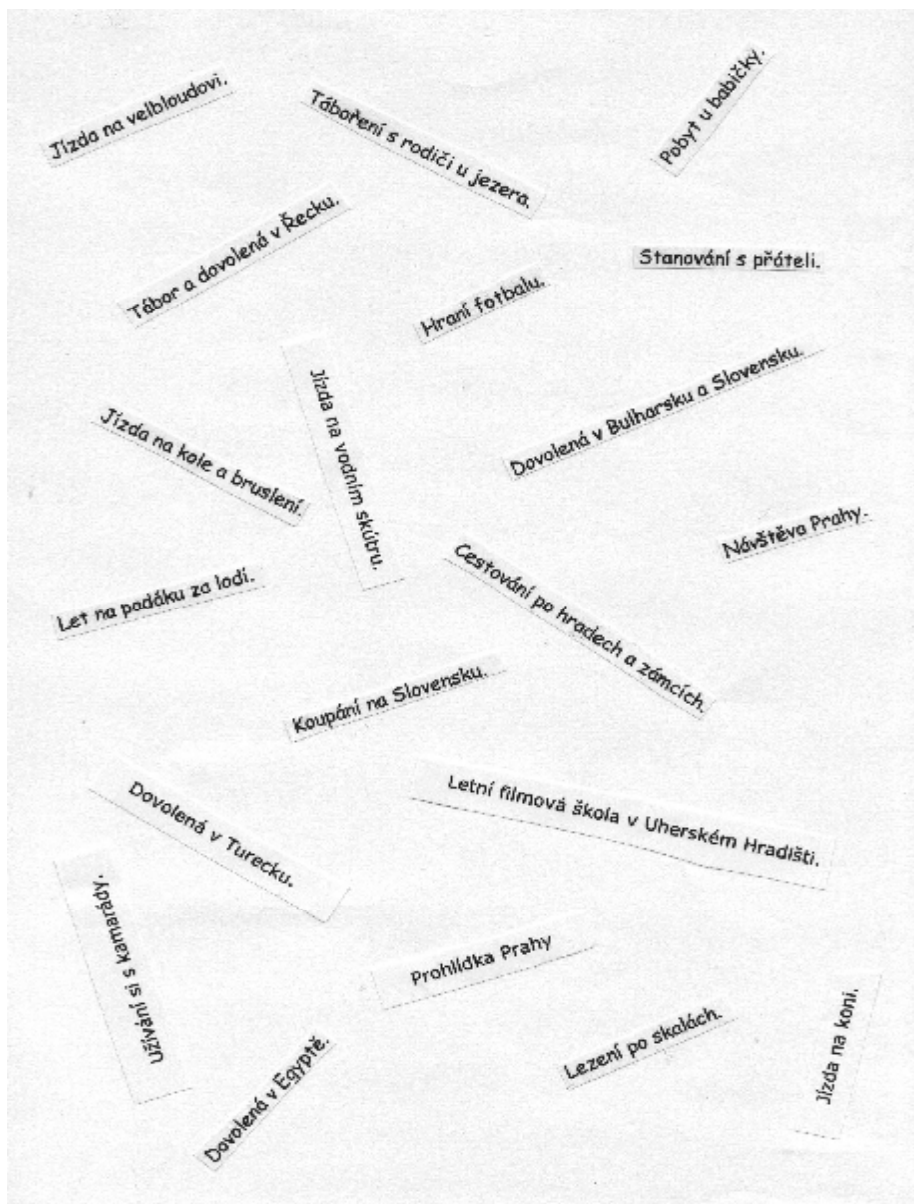 Jízda na velbloudovi.
Táboření s rodiči u jezera.
Pobyt u babičky.
Tábor a dovolená v Řecku.
Stanování s přáteli.
Hraní fotbalu.
Jízda na vodním skútru.
Dovolená v Bulharsku a Slovensku.
Jízda na kole a bruslení.
Návštěva Prahy.
Let na padáku za lodí.
Cestování po hradech a zámcích.
Koupání na Slovensku.
Dovolená v Turecku.
Letní filmová škola v Uherském Hradišti.
Užívání si s kamarády.
Prohlídka Prahy
Lezení po skalách.
Jízda na koni.
Dovolená v Egyptě.